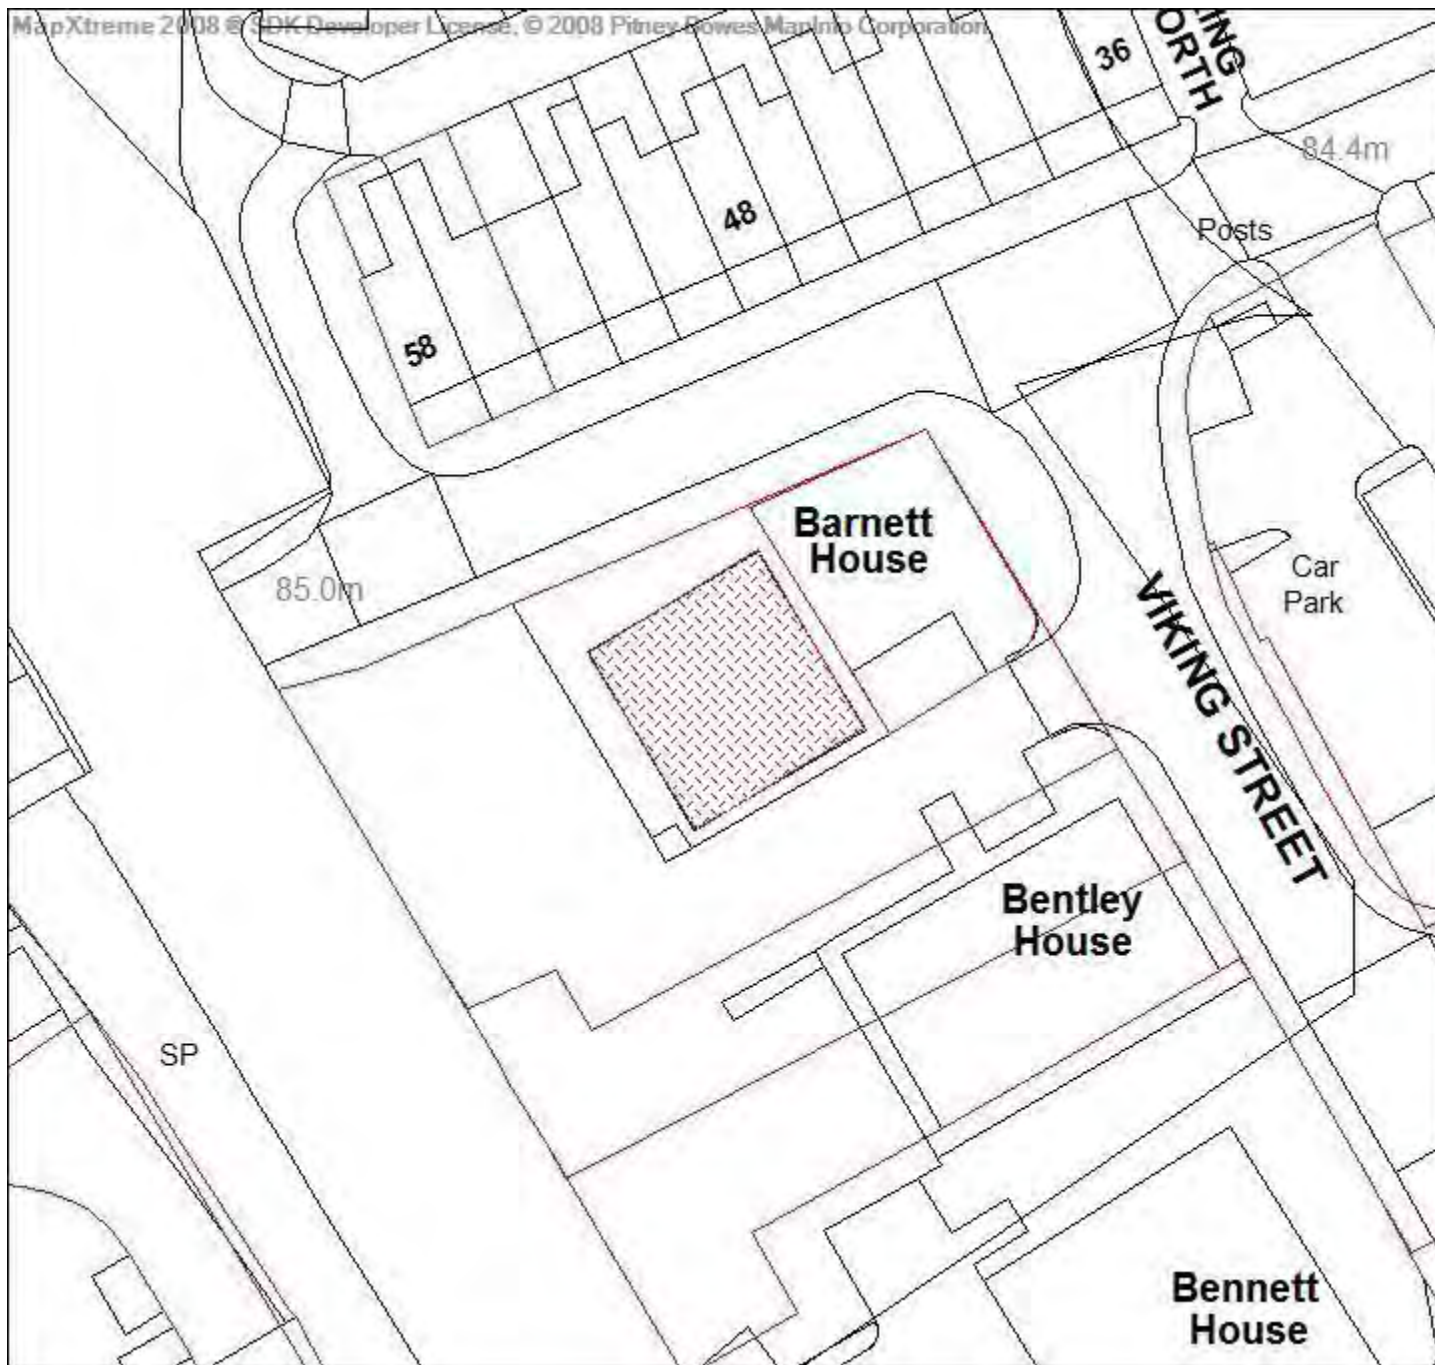 MapXtreme 2008 ® SDK Developer License, © 2008 Pitney Bowes MapInfo Corporation.
ORTH
36
84.4m
Posts
48
58
Barnett
House
85.0m
Car
Park
VIKING STREET
Bentley
House
SP
Bennett
House